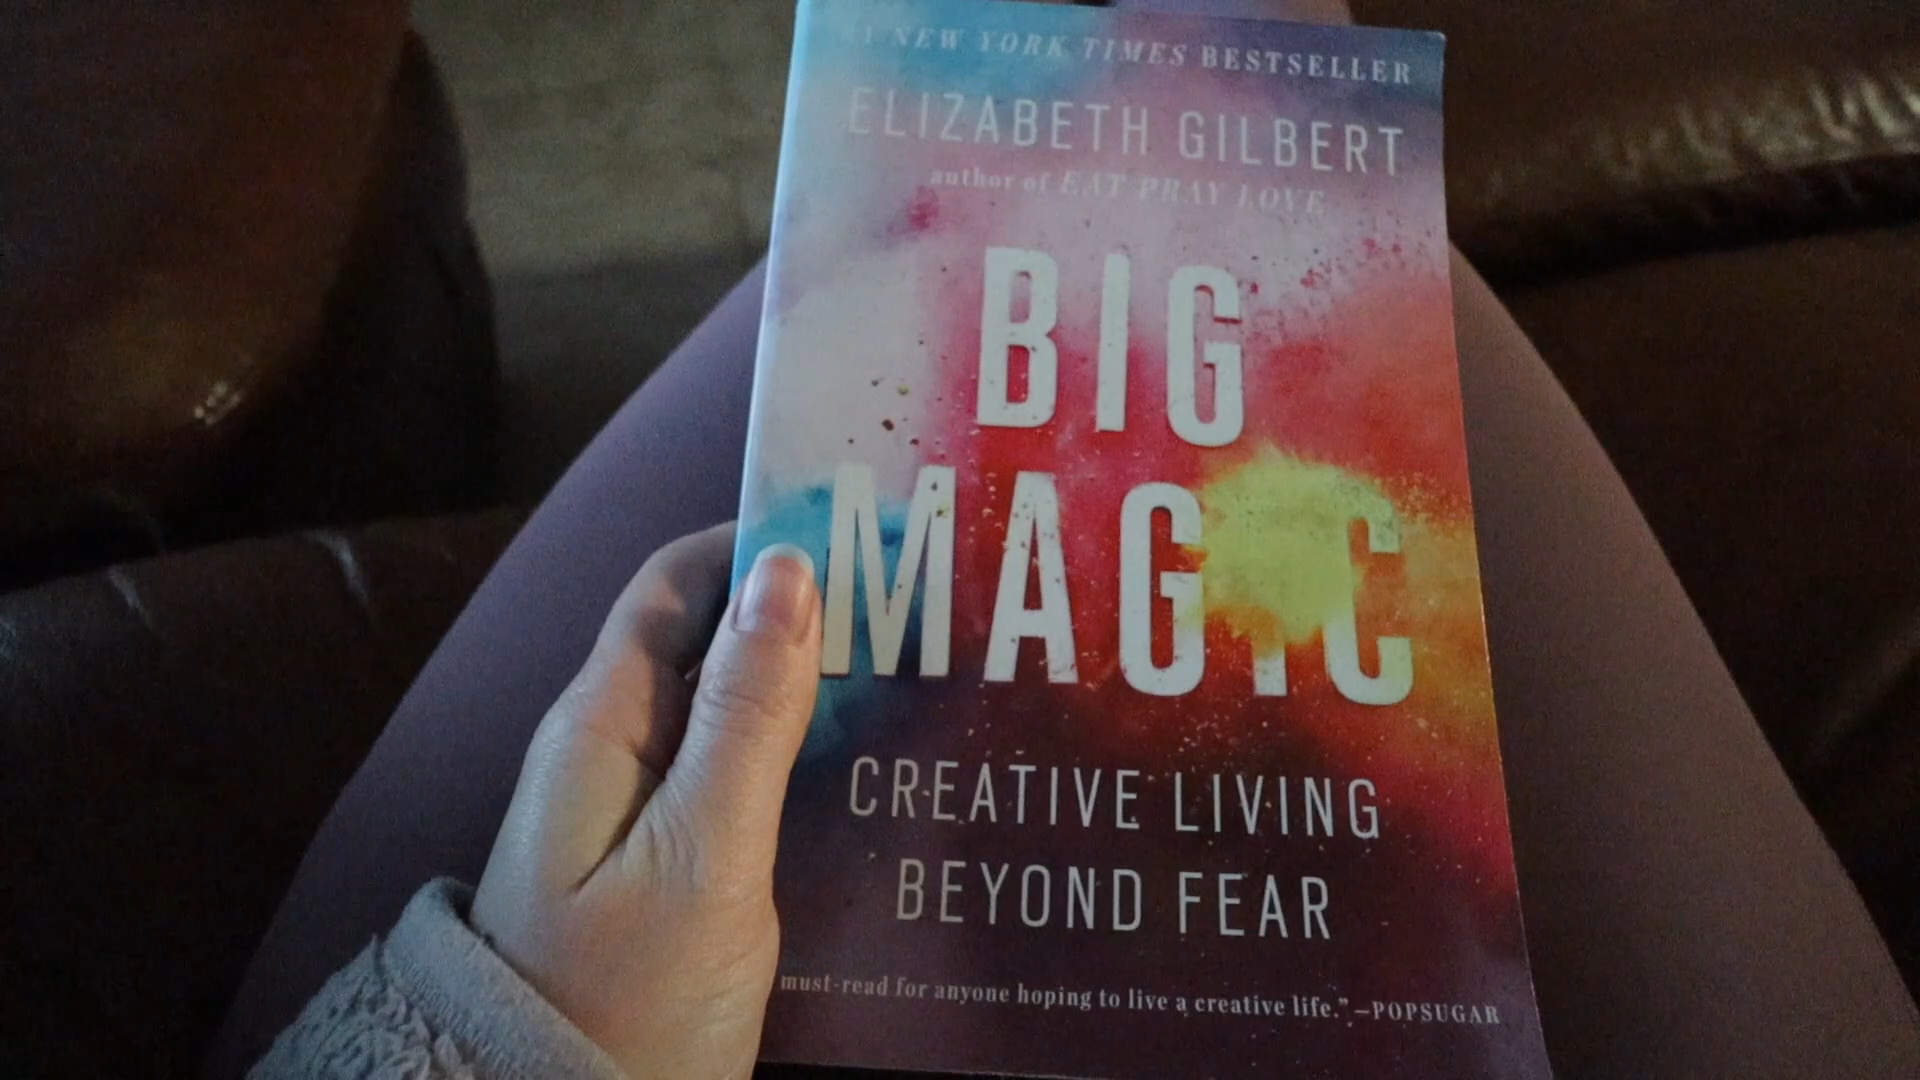 #1 NEW YORK TIMES BESTSELLER
ELIZABETH GILBERT
author of EAT PRAY LOVE
BIG
MAGIC
CREATIVE LIVING
BEYOND FEAR
must-read for anyone hoping to live a creative life.” —POPSUGAR